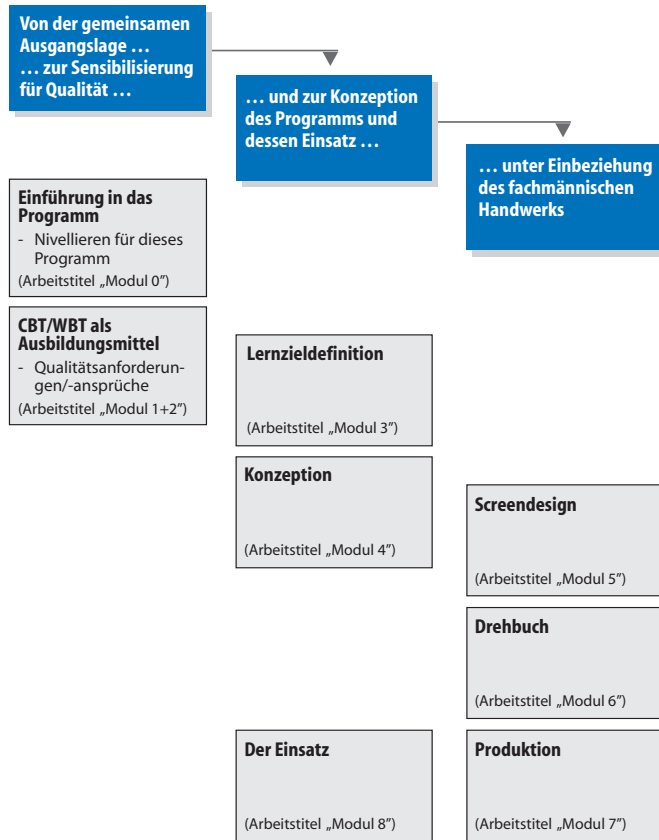 Von der gemeinsamen
Ausgangslage …
… zur Sensibilisierung
für Qualität …
… und zur Konzeption
des Programms und
dessen Einsatz …
… unter Einbeziehung
des fachmännischen
Handwerks
Einführung in das
Programm
- Nivellieren für dieses
Programm
(Arbeitstitel „Modul 0”)
CBT/WBT als
Ausbildungsmittel
- Qualitätsanforderun-
gen/-ansprüche
(Arbeitstitel „Modul 1+2”)
Lernzieldefinition
(Arbeitstitel „Modul 3”)
Konzeption
(Arbeitstitel „Modul 4”)
Screendesign
(Arbeitstitel „Modul 5”)
Drehbuch
(Arbeitstitel „Modul 6”)
Der Einsatz
(Arbeitstitel „Modul 8”)
Produktion
(Arbeitstitel „Modul 7”)